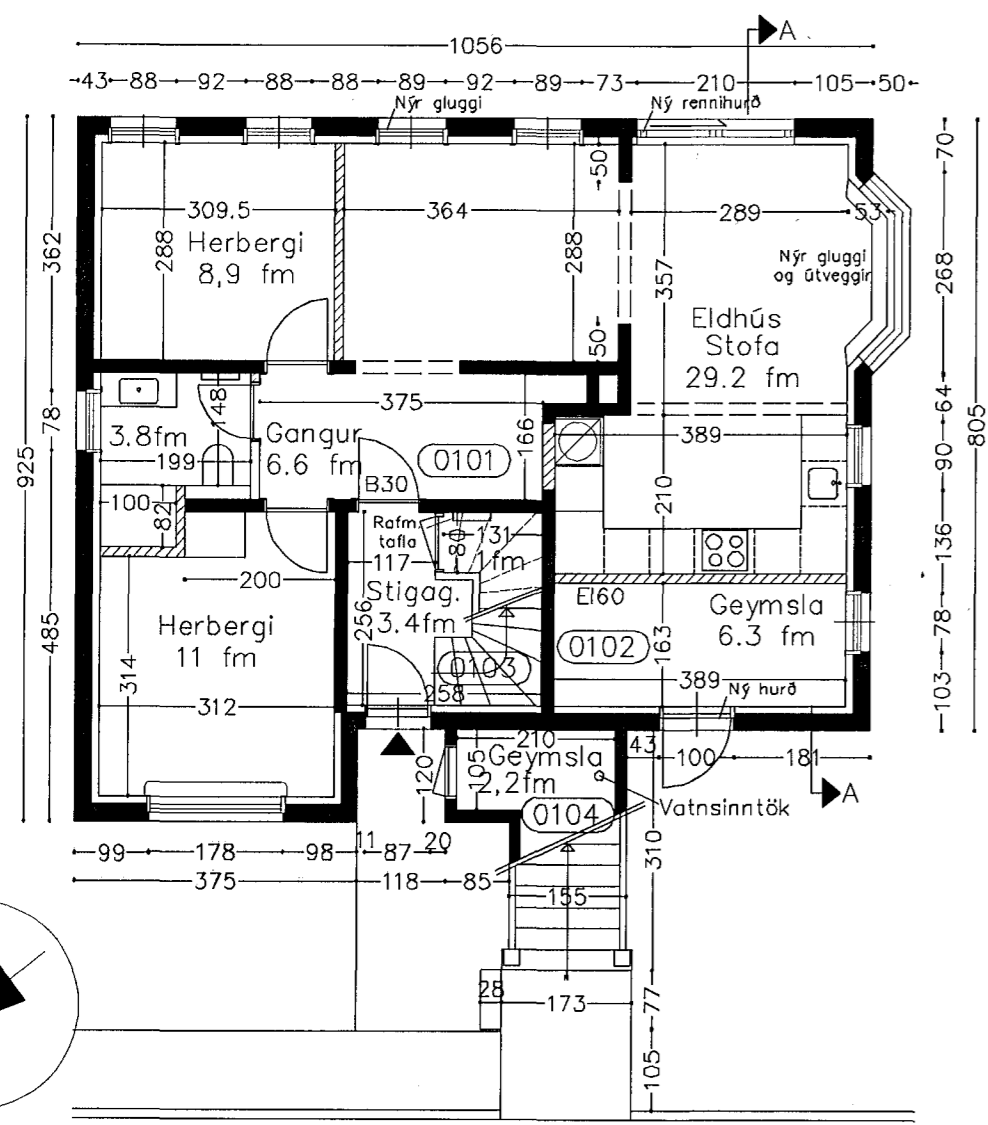 A
1056
43 88 92 88 88 89 92 89 73 210 105 50
Nýr gluggi
Ný rennihurð
50
70
309.5
364
289
53
362
288
Herbergi
8,9 fm
288
357
Nýr gluggi
og útveggir
268
Eldhús
Stofa
29.2 fm
50
148
375
64
78
3.8fm
Gangur
6.6 fm
166
389
925
805
199
0101
90
B30
100
82
Rafm.
tafla
131
88
1fm
210
136
117
200
Stigag.
3.4fm
256
El60
Geymsla
6.3 fm
Herbergi
11 fm
485
163
0102
78
0103
314
389
312
258
Ný hurð
103
210
43
100
181
Geymsla
2,2fm
120
105
A
0104
Vatnsinntök
11
20
99
178
98
87
310
375
118
85
155
28
173
77
105